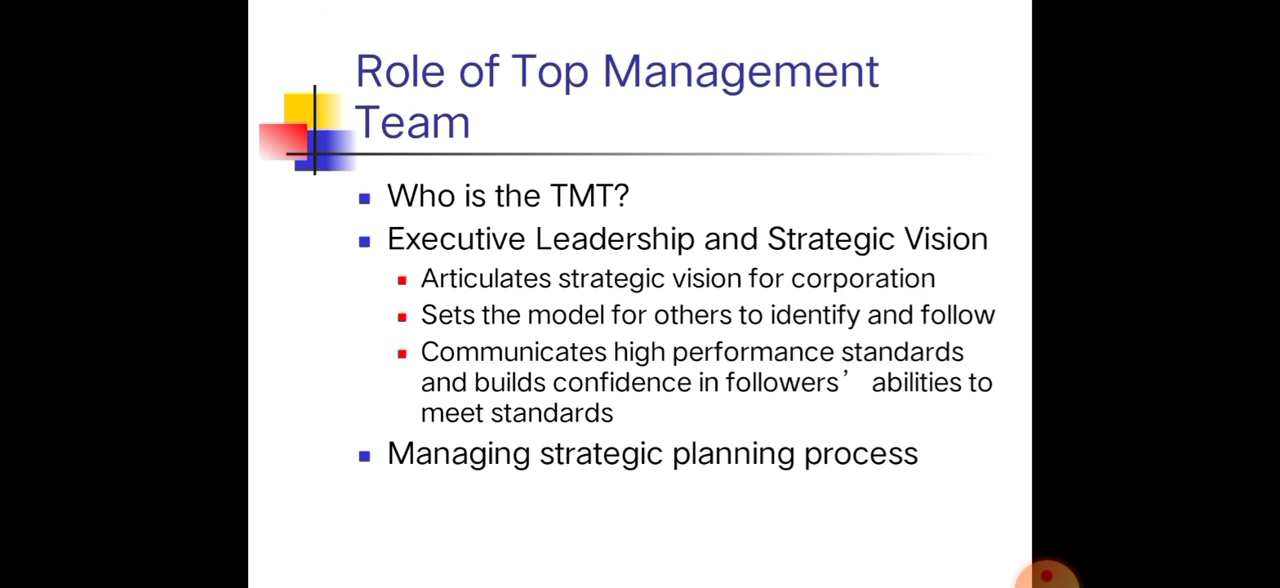 Role of Top Management
Team
Who is the TMT?
Executive Leadership and Strategic Vision
Articulates strategic vision for corporation
Sets the model for others to identify and follow
Communicates high performance standards
and builds confidence in followers’ abilities to
meet standards
Managing strategic planning process